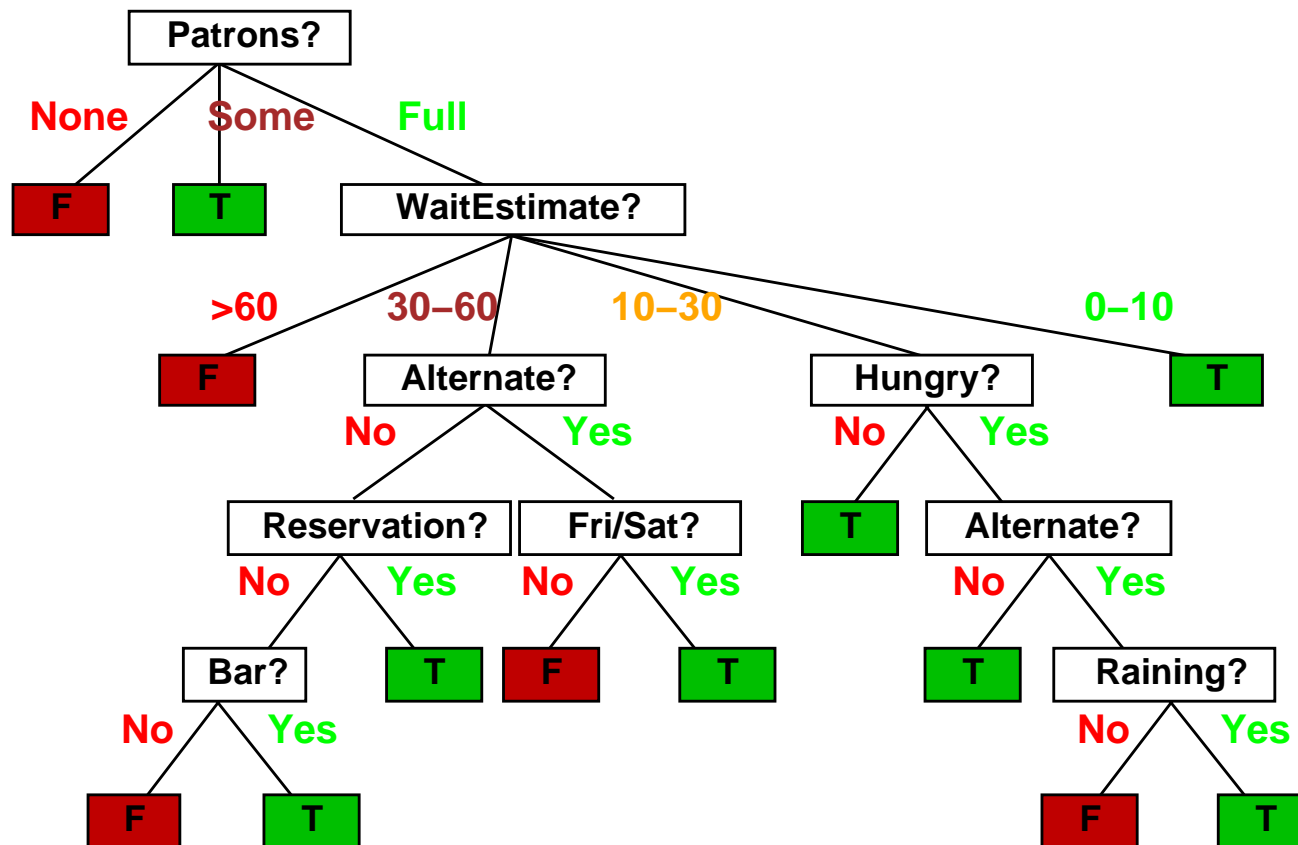 Patrons?
None Some Full
F T WaitEstimate?
>60 30–60 10–30 0–10
F Alternate? Hungry? T
No Yes No Yes
Reservation? Fri/Sat? T Alternate?
No Yes No Yes No Yes
Bar? T F T T Raining?
No Yes No Yes
F T F T